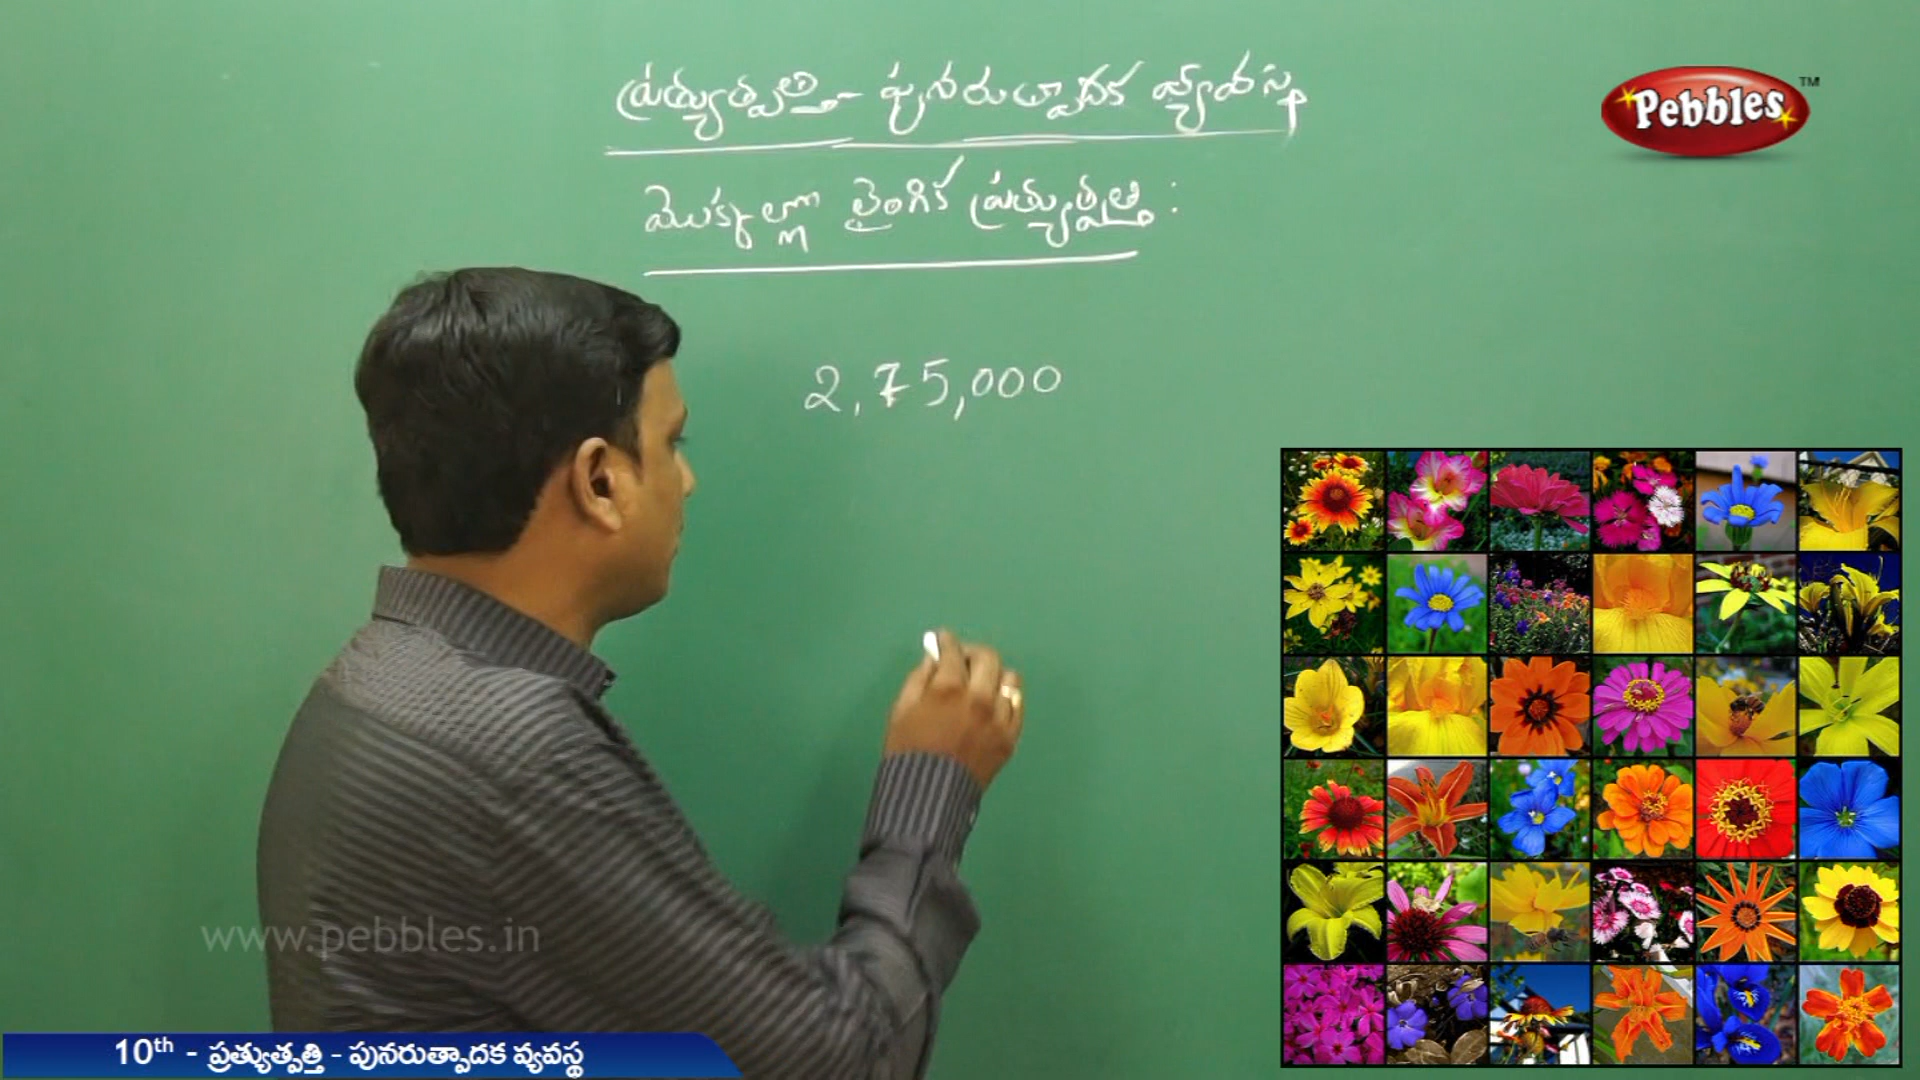 ప్రత్యుత్పత్తి - పునరుత్పాదక వ్యవస్థ
Pebbles™
మొక్కల్లో లైంగిక ప్రత్యుత్పత్తి :
2,75,000
www.pebbles.in
10th - ప్రత్యుత్పత్తి - పునరుత్పాదక వ్యవస్థ